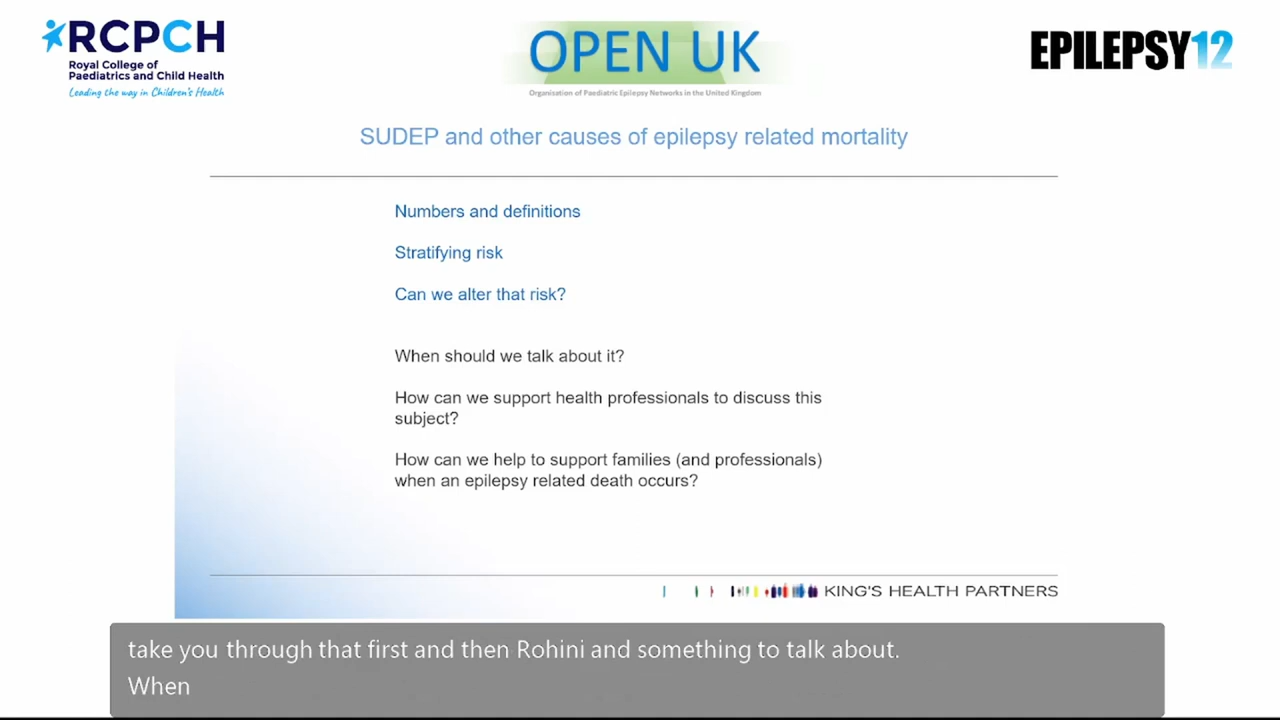 RCPCH
Royal College of
Paediatrics and Child Health
Leading the way in Children's Health
OPEN UK
Organisation of Paediatric Epilepsy Networks in the United Kingdom
EPILEPSY12
SUDEP and other causes of epilepsy related mortality
Numbers and definitions
Stratifying risk
Can we alter that risk?
When should we talk about it?
How can we support health professionals to discuss this
subject?
How can we help to support families (and professionals)
when an epilepsy related death occurs?
KING'S HEALTH PARTNERS
take you through that first and then Rohini and something to talk about.
When